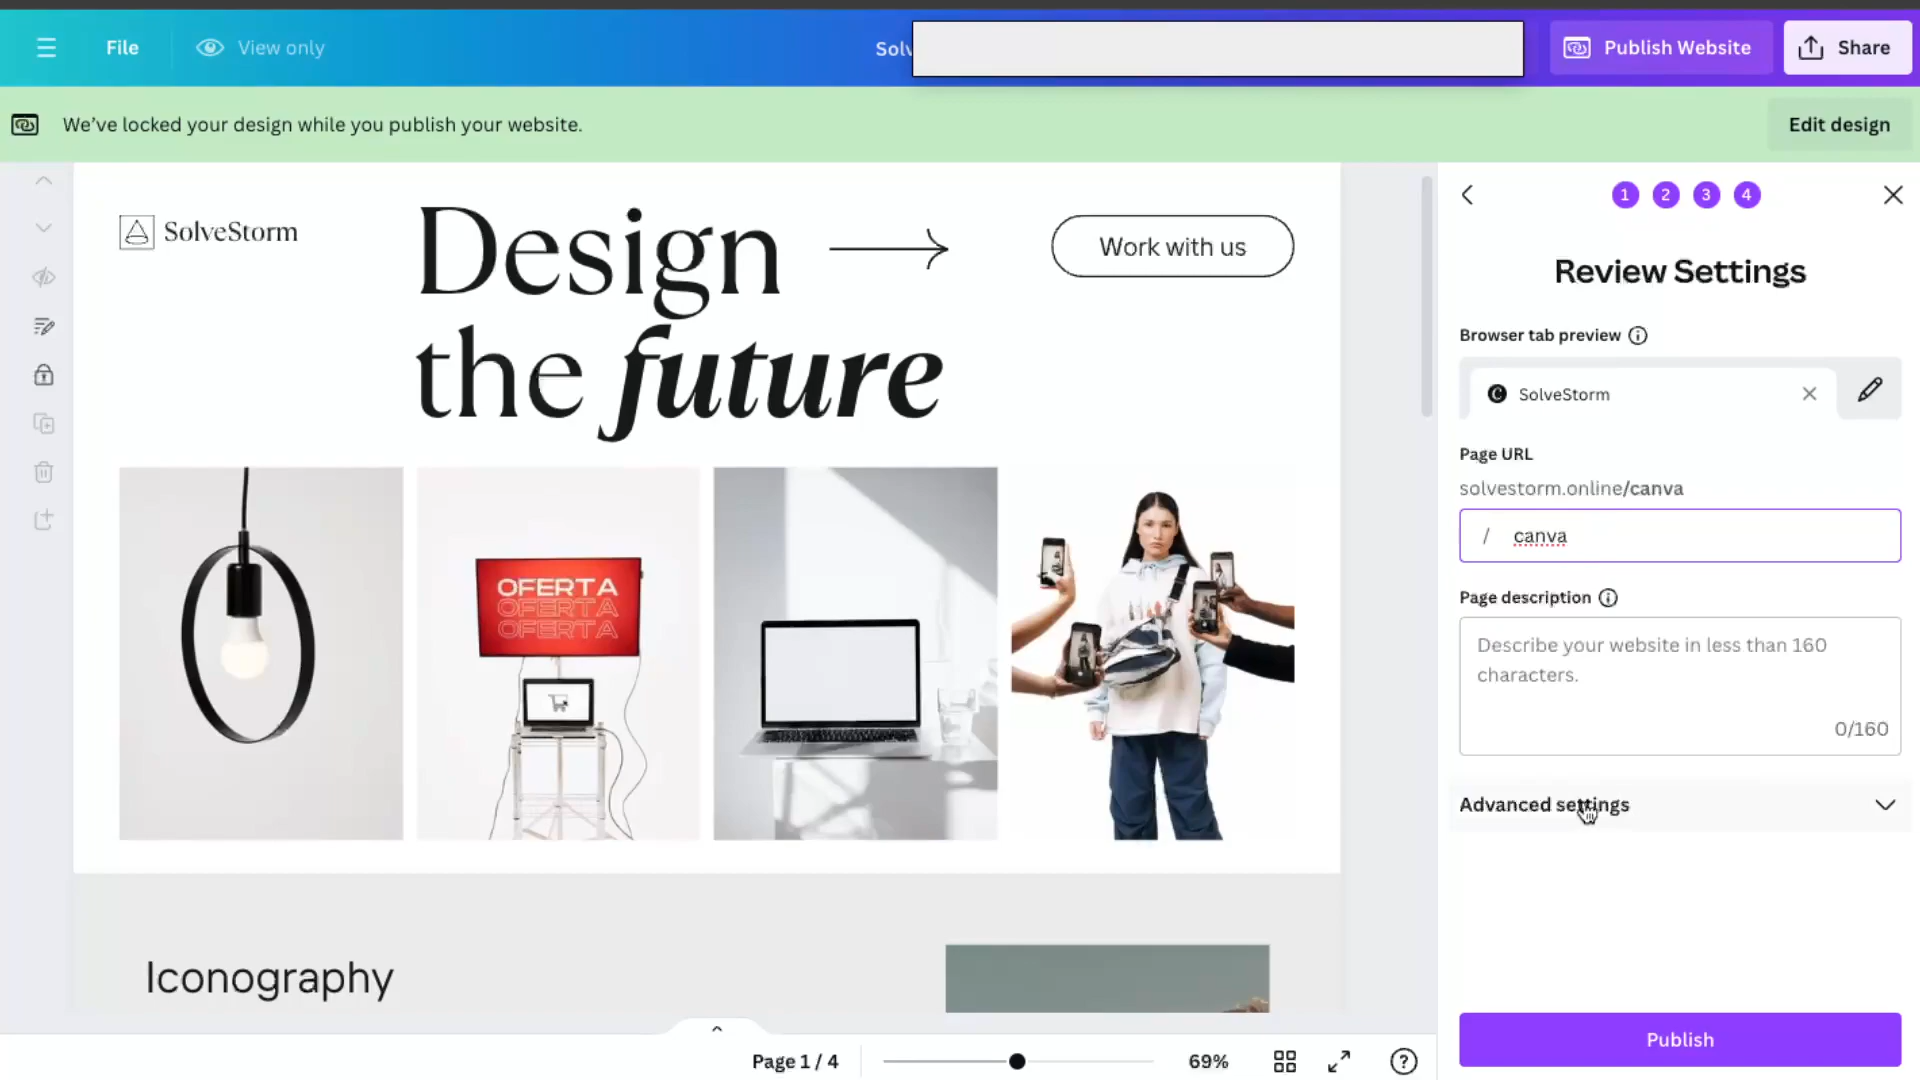 File
View only
Solv
Publish Website
Share
We've locked your design while you publish your website.
Edit design
SolveStorm
Design
the future
Work with us
OFERTA
OFERTA
OFERTA
Iconography
1 2 3 4
Review Settings
Browser tab preview
SolveStorm
Page URL
solvestorm.online/canva
/ canva
Page description
Describe your website in less than 160
characters.
0/160
Advanced settings
Publish
Page 1 / 4
69%